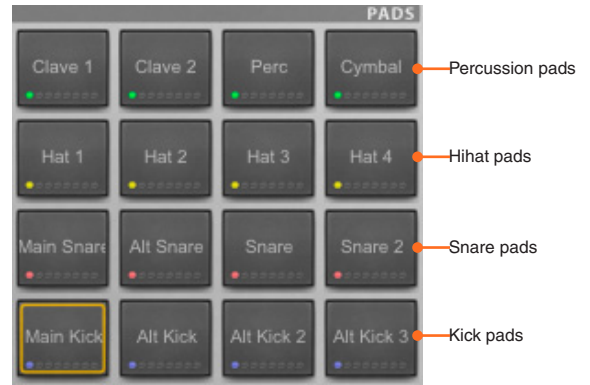 PADS
Clave 1 Clave 2 Perc Cymbal Percussion pads
Hat 1 Hat 2 Hat 3 Hat 4 Hihat pads
Main Snare Alt Snare Snare Snare 2 Snare pads
Main Kick Alt Kick Alt Kick 2 Alt Kick 3 Kick pads